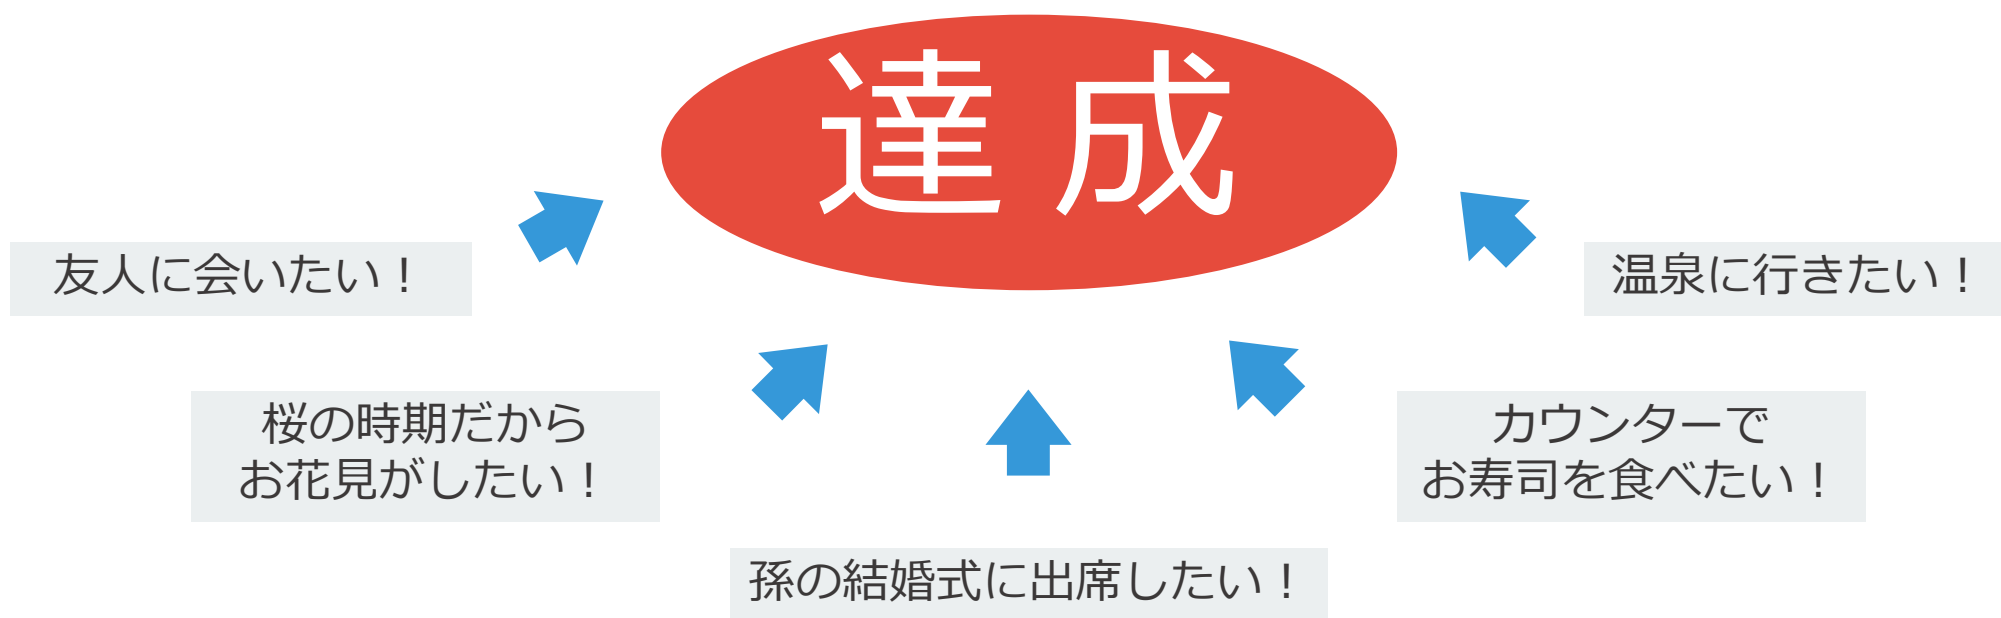 達成
友人に会いたい！
温泉に行きたい！
桜の時期だから
お花見がしたい！
カウンターで
お寿司を食べたい！
孫の結婚式に出席したい！